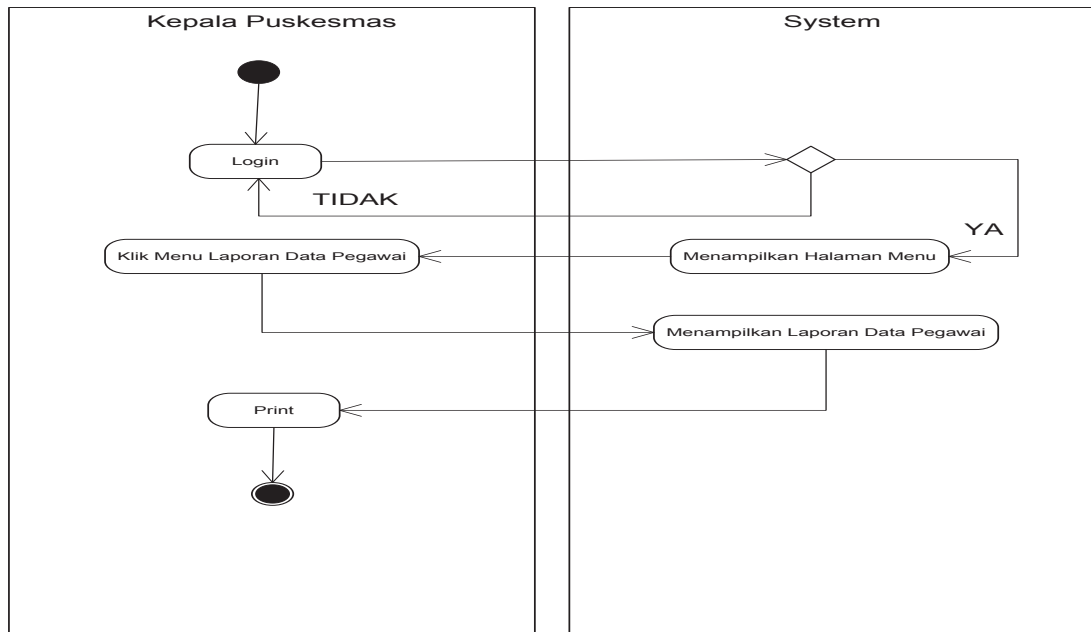 Kepala Puskesmas
System
Login
TIDAK
YA
Klik Menu Laporan Data Pegawai
Menampilkan Halaman Menu
Menampilkan Laporan Data Pegawai
Print